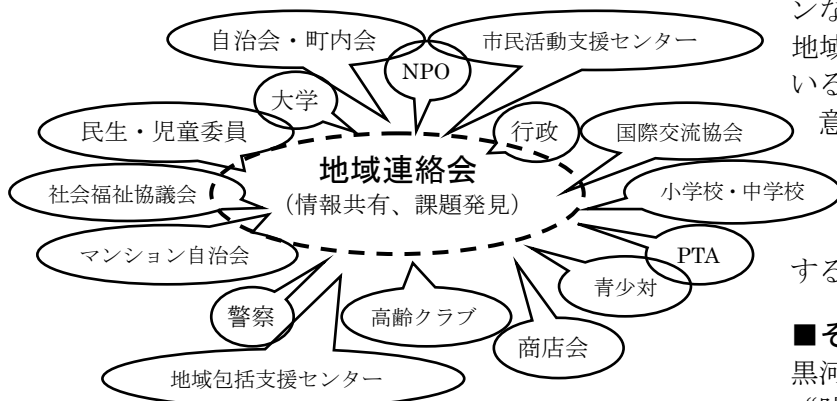 自治会・町内会
市民活動支援センター
NPO
大学
民生・児童委員
行政
国際交流協会
地域連絡会
(情報共有、課題発見)
社会福祉協議会
小学校・中学校
マンション自治会
PTA
青少対
警察
高齢クラブ
商店会
地域包括支援センター
ンな
地域
いる
する
■そ
黒河